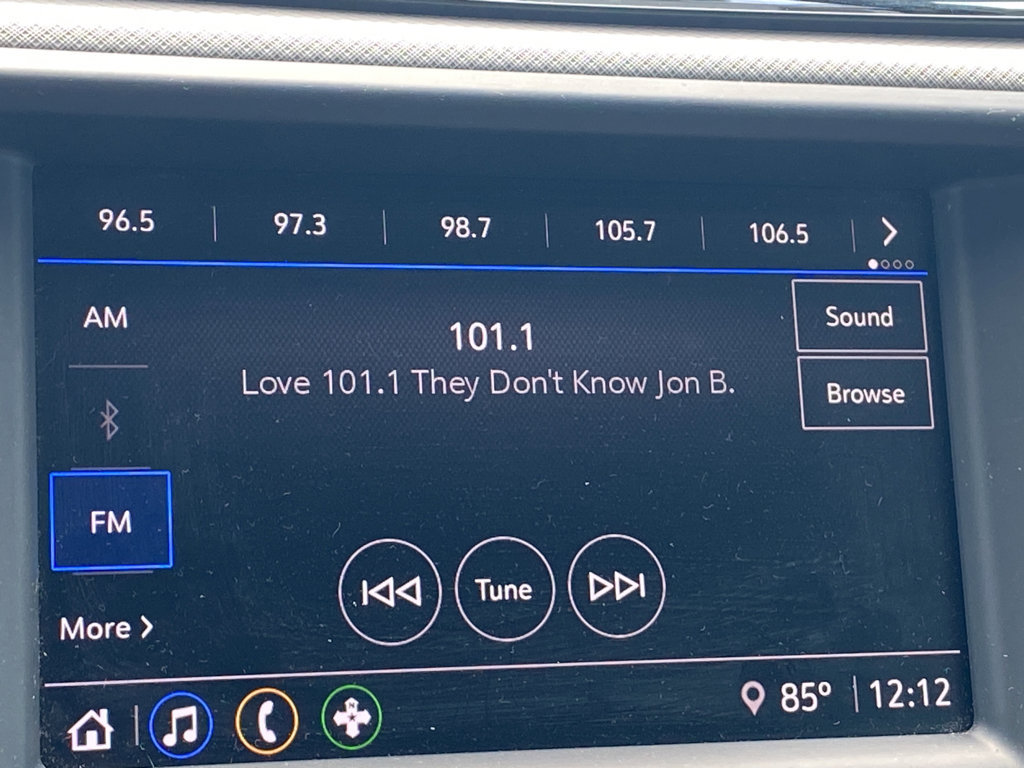 96.5 97.3 98.7 105.7 106.5
AM
101.1
Sound
Love 101.1 They Don't Know Jon B.
Browse
FM
Tune
More
85° 12:12